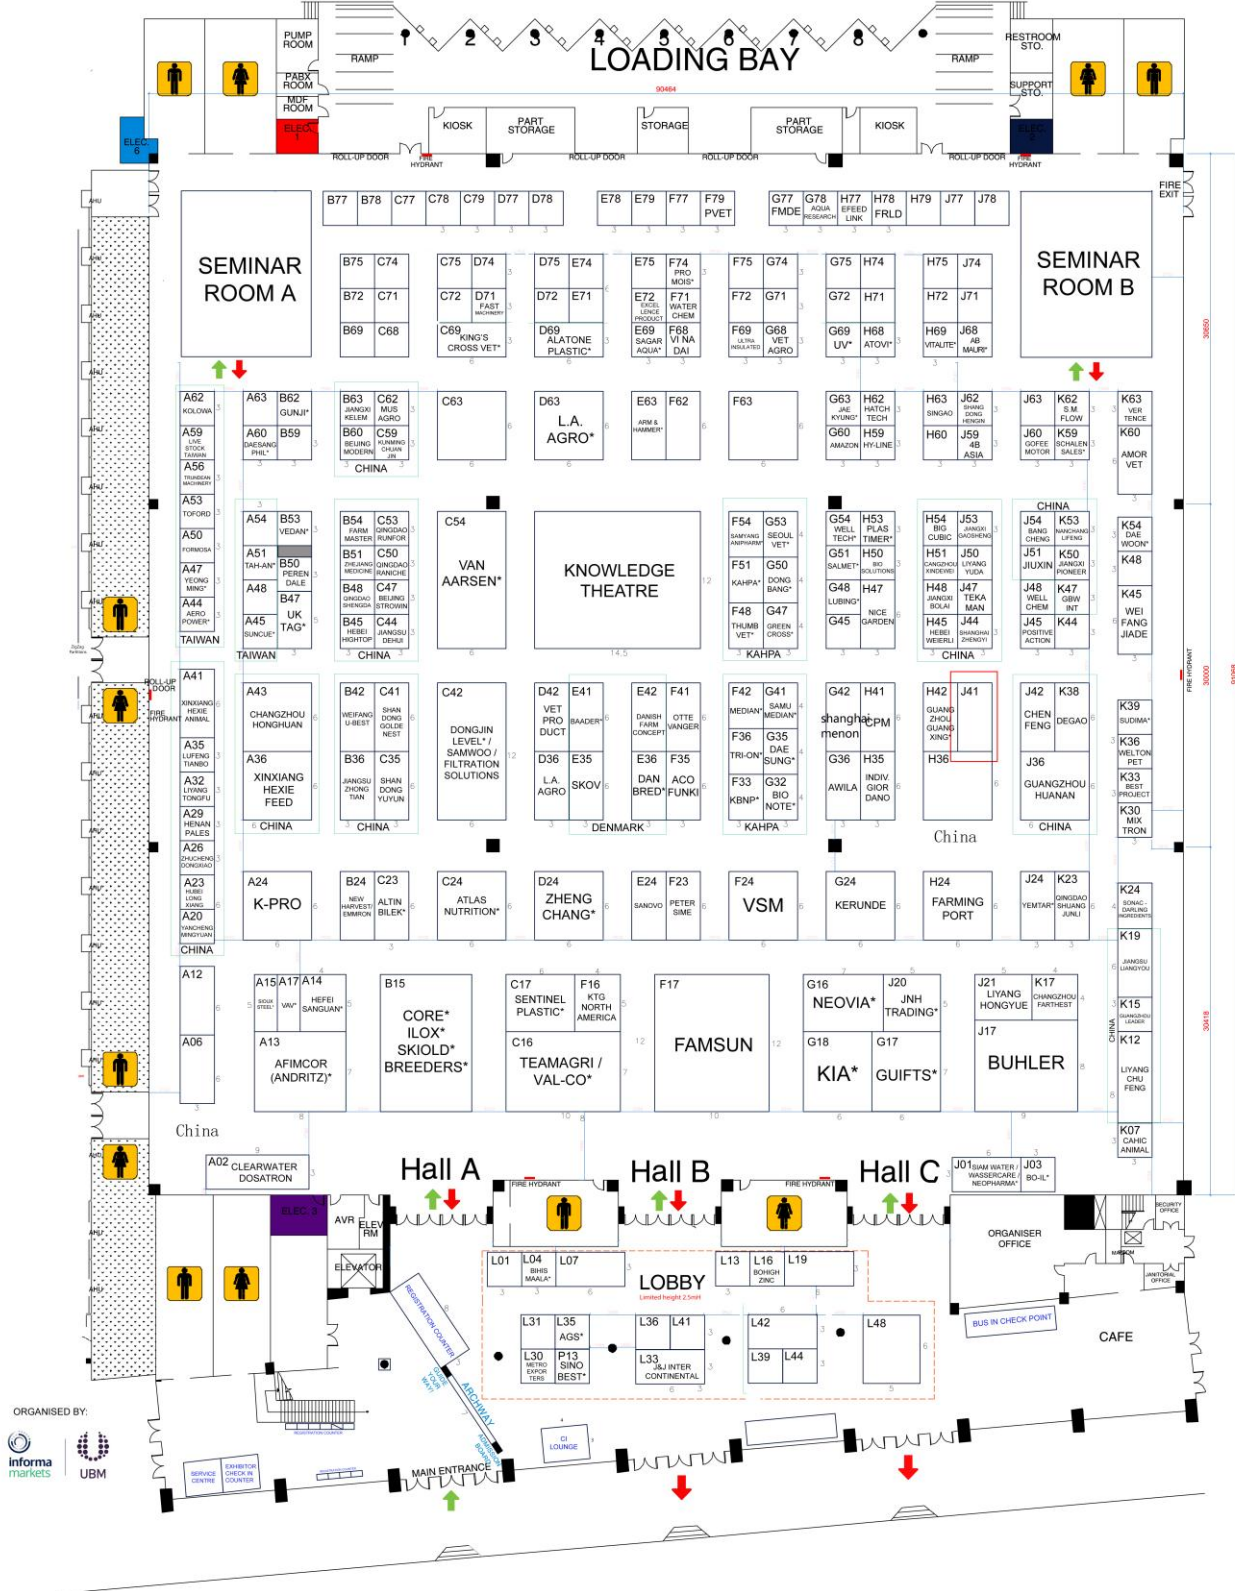 PUMP
ROOM
PABX
ROOM
MDF
ROOM
ELEC.
1
ELEC.
6
RAMP
1 2 3 4 5 6 7 8
LOADING BAY
90464
RAMP
RESTROOM
STO.
SUPPORT
STO.
ELEC.
2
KIOSK
PART
STORAGE
STORAGE
PART
STORAGE
KIOSK
ROLL-UP DOOR
FIRE
HYDRANT
ROLL-UP DOOR
ROLL-UP DOOR
ROLL-UP DOOR
FIRE
HYDRANT
FIRE
EXIT
SEMINAR
ROOM A
B77 B78 C77 C78 C79 D77 D78
E78 E79 F77 F79
PVET
G77
FMDE
G78
AQUA
RESEARCH
H77
EFEED
LINK
H78
FRLD
H79 J77 J78
SEMINAR
ROOM B
B75 C74
B72 C71
B69 C68
C75 D74
C72 D71
FAST
MACHINERY
C69
KING'S
CROSS VET*
D75 E74
D72 E71
D69
ALATONE
PLASTIC*
E75 F74
PRO
MOIS*
E72
EXCEL
LENCE
PRODUCT
F71
WATER
CHEM
E69
SAGAR
AQUA*
F68
VI NA
DAI
F75 G74
F72 G71
F69
ULTRA
INSULATED
G68
VET
AGRO
G75 H74
G72 H71
G69
UV*
H68
ATOVI*
H75 J74
H72 J71
H69
VITALITE*
J68
AB
MAURI*
30650
A62
KOLOWA
A59
LIVE
STOCK
TAIWAN
A56
TRUNDEAN
MACHINERY
A53
TOFORD
A50
FORMOSA
A47
YEONG
MING*
A44
AERO
POWER*
TAIWAN
A63
B62
GUNJI*
A60
DAESANG
PHIL*
B59
B63
JIANGXI
KELEM
C62
MUS
AGRO
B60
BEIJING
MODERN
C59
KUNMING
CHUAN
JIN
CHINA
C63
D63
L.A.
AGRO*
E63
ARM &
HAMMER*
F62
F63
G63
JAE
KYUNG*
H62
HATCH
TECH
G60
AMAZON
H59
HY-LINE
H63
SINGAO
J62
SHANG
DONG
HENGIN
H60
J59
4B
ASIA
J63
K62
S.M.
FLOW
J60
GOFEE
MOTOR
K59
SCHALEN
SALES*
K63
VER
TENCE
K60
AMOR
VET
A54
B53
VEDAN*
A51
TAH-AN*
B50
PEREN
DALE
A48
B47
UK
TAG*
A45
SUNCUE*
TAIWAN
B54
FARM
MASTER
C53
QINGDAO
RUNFOR
B51
ZHEJIANG
MEDICINE
C50
QINGDAO
RANICHE
B48
QINGDAO
SHENGDA
C47
BEIJING
STROWIN
B45
HEBEI
HIGHTOP
C44
JIANGSU
DEHUI
CHINA
C54
VAN
AARSEN*
KNOWLEDGE
THEATRE
14.5
12
F54
SAMYANG
ANIPHARM*
G53
SEOUL
VET*
F51
KAHPA*
G50
DONG
BANG*
F48
THUMB
VET*
G47
GREEN
CROSS*
KAHPA
G54
WELL
TECH*
H53
PLAS
TIMER*
G51
SALMET*
H50
BIO
SOLUTIONS
G48
LUBING*
H47
NICE
GARDEN
G45
H54
BIG
CUBIC
J53
JIANGXI
GAOSHENG
H51
CANGZHOU
XINDEWEI
J50
LIYANG
YUDA
H48
JIANGXI
BOLAI
J47
TEKA
MAN
H45
HEBEI
WEIERLI
J44
SHANGHAI
ZHENGYI
CHINA
CHINA
J54
BANG
CHENG
K53
NANCHANG
LIFENG
J51
JIUXIN
K50
JIANGXI
PIONEER
J48
WELL
CHEM
K47
GBW
INT
J45
POSITIVE
ACTION
K44
K54
DAE
WOON*
K48
K45
WEI
FANG
JIADE
ROLL-UP
DOOR
FIRE
HYDRANT
FIRE HYDRANT
30000
A41
XINXIANG
HEXIE
ANIMAL
A35
LUFENG
TIANBO
A32
LIYANG
TONGFU
A29
HENAN
PALES
A26
ZHUCHENG
DONGXIAO
A23
HUBEI
LONG
XIANG
A20
YANCHENG
MINGYUAN
CHINA
A43
CHANGZHOU
HONGHUAN
A36
XINXIANG
HEXIE
FEED
CHINA
B42
WEIFANG
U-BEST
C41
SHAN
DONG
GOLDE
NEST
B36
JIANGSU
ZHONG
TIAN
C35
SHAN
DONG
YUYUN
CHINA
C42
DONGJIN
LEVEL* /
SAMWOO /
FILTRATION
SOLUTIONS
D42
VET
PRO
DUCT
E41
BAADER*
D36
L.A.
AGRO
E35
SKOV
E42
DANISH
FARM
CONCEPT
F41
OTTE
VANGER
E36
DAN
BRED*
F35
ACO
FUNKI
DENMARK
F42
MEDIAN*
G41
SAMU
MEDIAN*
F36
TRI-ON*
G35
DAE
SUNG*
F33
KBNP*
G32
BIO
NOTE*
KAHPA
G42
shanghai
menon
H41
CPM
G36
AWILA
H35
INDIV.
GIOR
DANO
H42
GUANG
ZHOU
GUANG
XING*
J41
H36
China
J42
CHEN
FENG
K38
DEGAO
J36
GUANGZHOU
HUANAN
CHINA
K39
SUDIMA*
K36
WELTON
PET
K33
BEST
PROJECT
K30
MIX
TRON
A24
K-PRO
B24
NEW
HARVEST/
EMMRON
C23
ALTIN
BILEK*
C24
ATLAS
NUTRITION*
D24
ZHENG
CHANG*
E24
SANOVO
F23
PETER
SIME
F24
VSM
G24
KERUNDE
H24
FARMING
PORT
J24
YEMTAR*
K23
QINGDAO
SHUANG
JUNLI
K24
SONAC -
DARLING
INGREDIENTS
K19
JIANGSU
LIANGYOU
K15
GUANGZHOU
LEADER
K12
LIYANG
CHU
FENG
CHINA
K07
CAHIC
ANIMAL
30418
A12
A06
China
A15
SIOUX
STEEL*
A17
VAV*
A14
HEFEI
SANGUAN*
A13
AFIMCOR
(ANDRITZ)*
B15
CORE*
ILOX*
SKIOLD*
BREEDERS*
C17
SENTINEL
PLASTIC*
F16
KTG
NORTH
AMERICA
C16
TEAMAGRI /
VAL-CO*
F17
FAMSUN
G16
NEOVIA*
J20
JNH
TRADING*
G18
KIA*
G17
GUIFTS*
J21
LIYANG
HONGYUE
K17
CHANGZHOU
FARTHEST
J17
BUHLER
A02
CLEARWATER
DOSATRON
Hall A
Hall B
Hall C
J01
SIAM WATER /
WASSERCARE /
NEOPHARMA*
J03
BO-IL*
ELEC. 3
AVR
ELEV
RM
ELEVATOR
FIRE HYDRANT
FIRE HYDRANT
ORGANISER
OFFICE
SECURITY
OFFICE
JANITORIAL
OFFICE
L01
L04
BIHIS
MAALA*
L07
LOBBY
Limited height 2.5mH
L13
L16
BOHIGH
ZINC
L19
L31
L35
AGS*
L30
METRO
EXPOR
TERS
P13
SINO
BEST*
L36 L41
L33
J&J INTER
CONTINENTAL
L42
L39 L44
L48
REGISTRATION COUNTER
GUIDE
YOUR
WAY!
ARCHWAY
ADMISSION
BOARD
BUS IN CHECK POINT
CAFE
REGISTRATION COUNTER
CI
LOUNGE
MAIN ENTRANCE
SERVICE
CENTRE
EXHIBITOR
CHECK IN
COUNTER
ORGANISED BY:
informa
markets
UBM